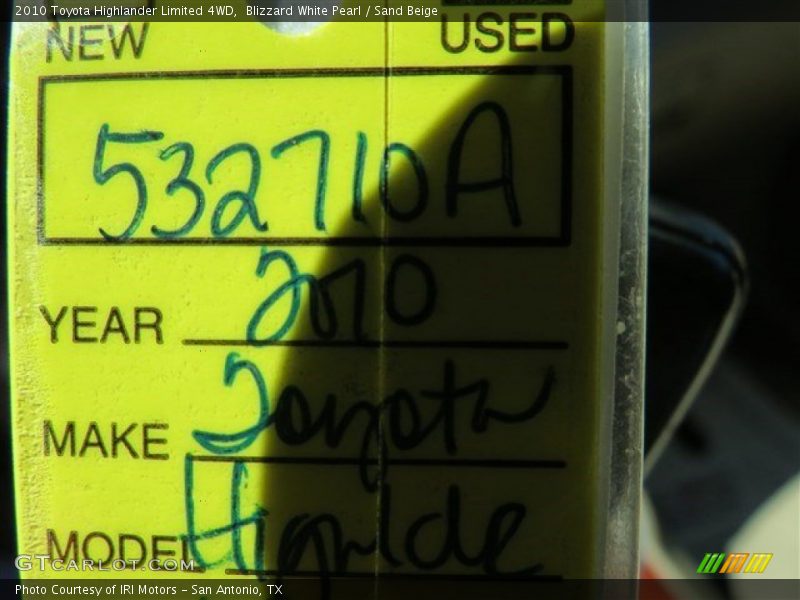 2010 Toyota Highlander Limited 4WD, Blizzard White Pearl / Sand Beige
NEW USED
532710A
YEAR 2010
MAKE Toyota
MODEL Highlde
GTCARLOT.COM
Photo Courtesy of IRI Motors – San Antonio, TX